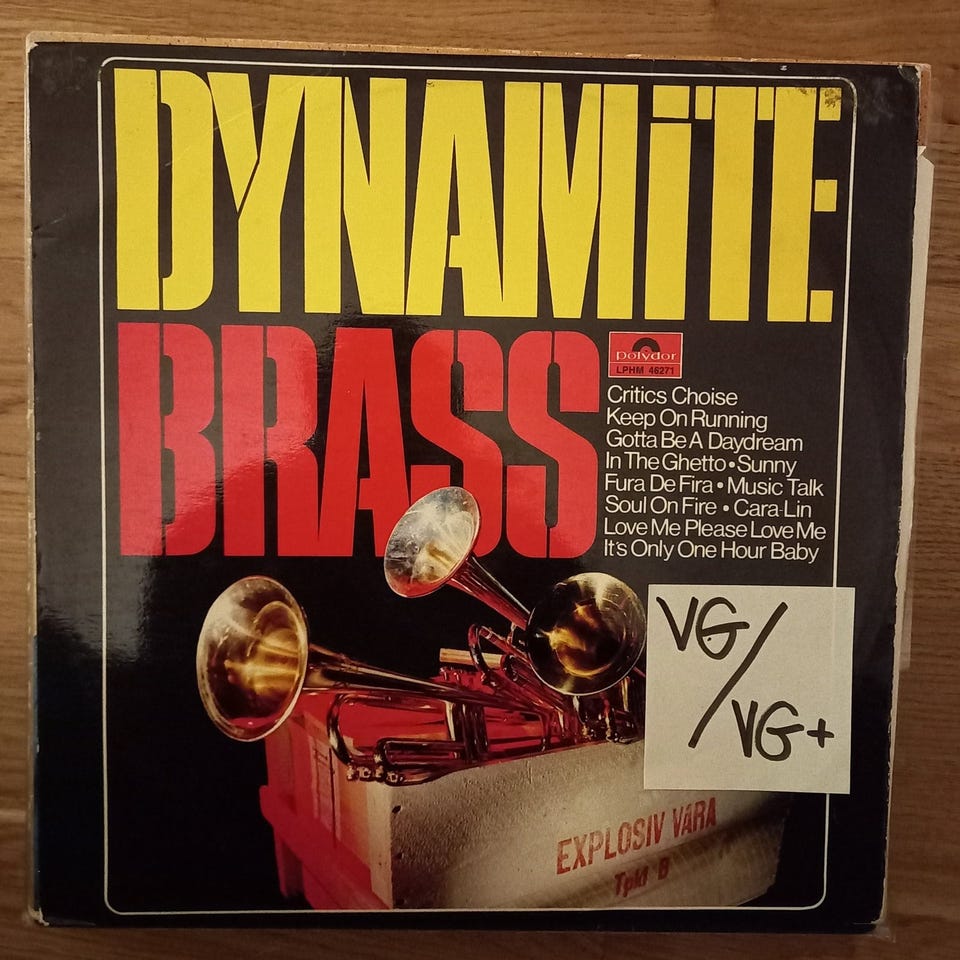 DYNAMiTE
BRASS
polydor
LPHM 46271
Critics Choise
Keep On Running
Gotta Be A Daydream
In The Ghetto • Sunny
Fura De Fira • Music Talk
Soul On Fire • Cara-Lin
Love Me Please Love Me
It's Only One Hour Baby
VG/
VG+
EXPLOSIV VARA
Tpkl B